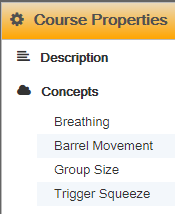 Course Properties
Description
Concepts
Breathing
Barrel Movement
Group Size
Trigger Squeeze